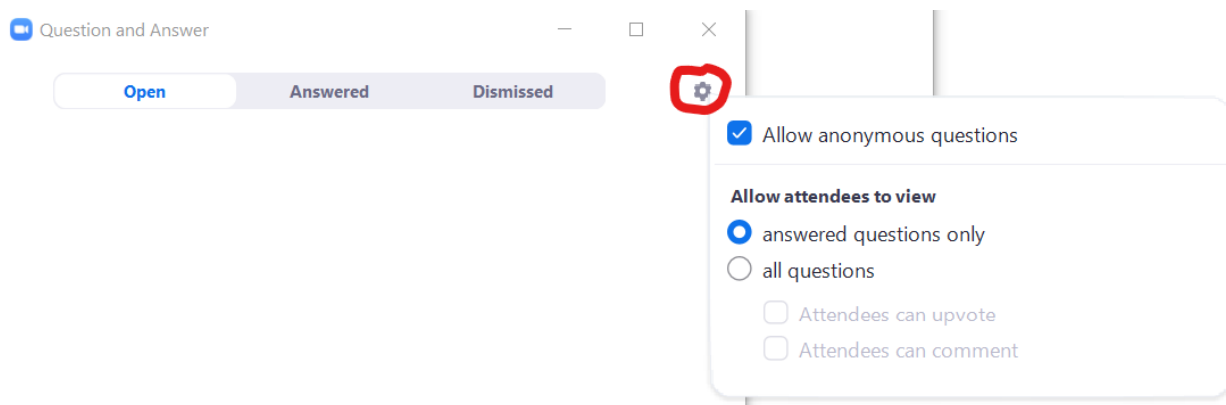 Question and Answer
Open Answered Dismissed
Allow anonymous questions
Allow attendees to view
answered questions only
all questions
Attendees can upvote
Attendees can comment